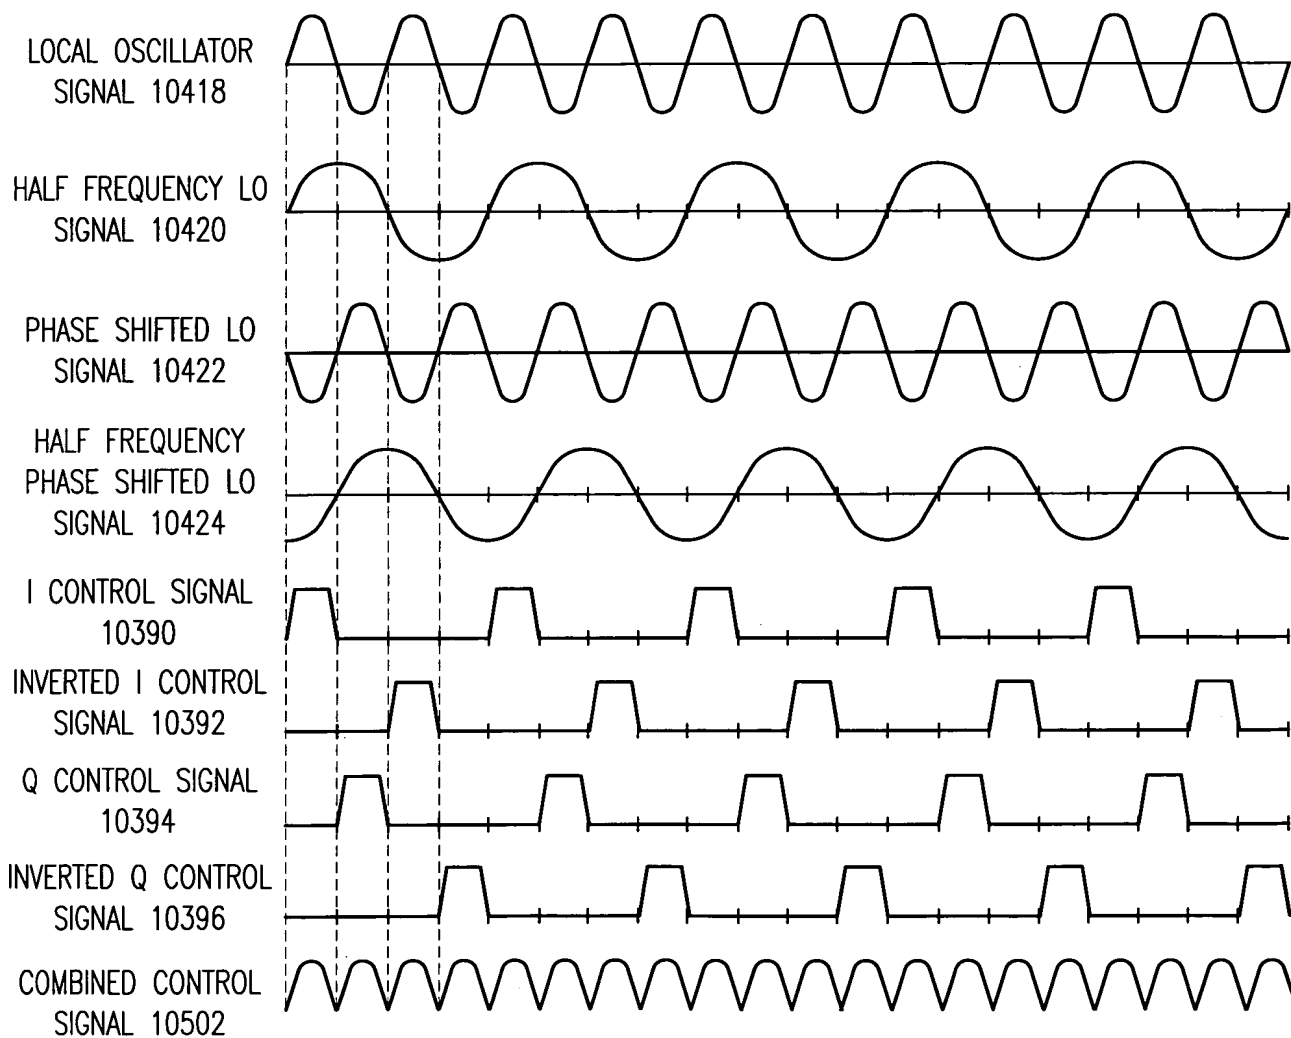 LOCAL OSCILLATOR
SIGNAL 10418
HALF FREQUENCY LO
SIGNAL 10420
PHASE SHIFTED LO
SIGNAL 10422
HALF FREQUENCY
PHASE SHIFTED LO
SIGNAL 10424
I CONTROL SIGNAL
10390
INVERTED I CONTROL
SIGNAL 10392
Q CONTROL SIGNAL
10394
INVERTED Q CONTROL
SIGNAL 10396
COMBINED CONTROL
SIGNAL 10502